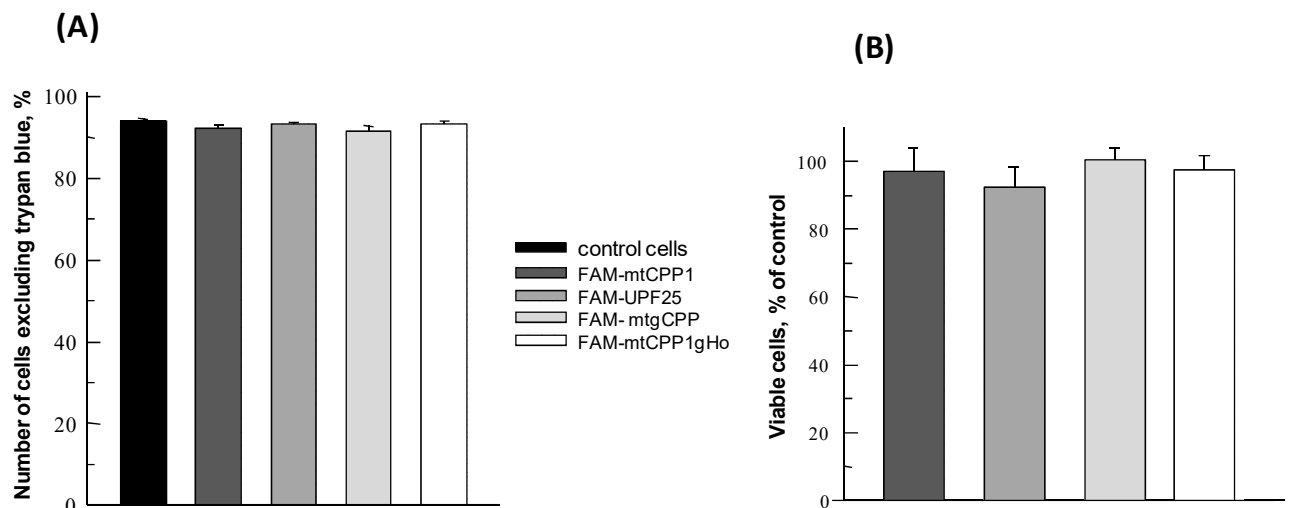 (A)
Number of cells excluding trypan blue, %
100
80
60
40
20
0
control cells
FAM-mtCPP1
FAM-UPF25
FAM- mtgCPP
FAM-mtCPP1gHo
(B)
Viable cells, % of control
100
80
60
40
20
0